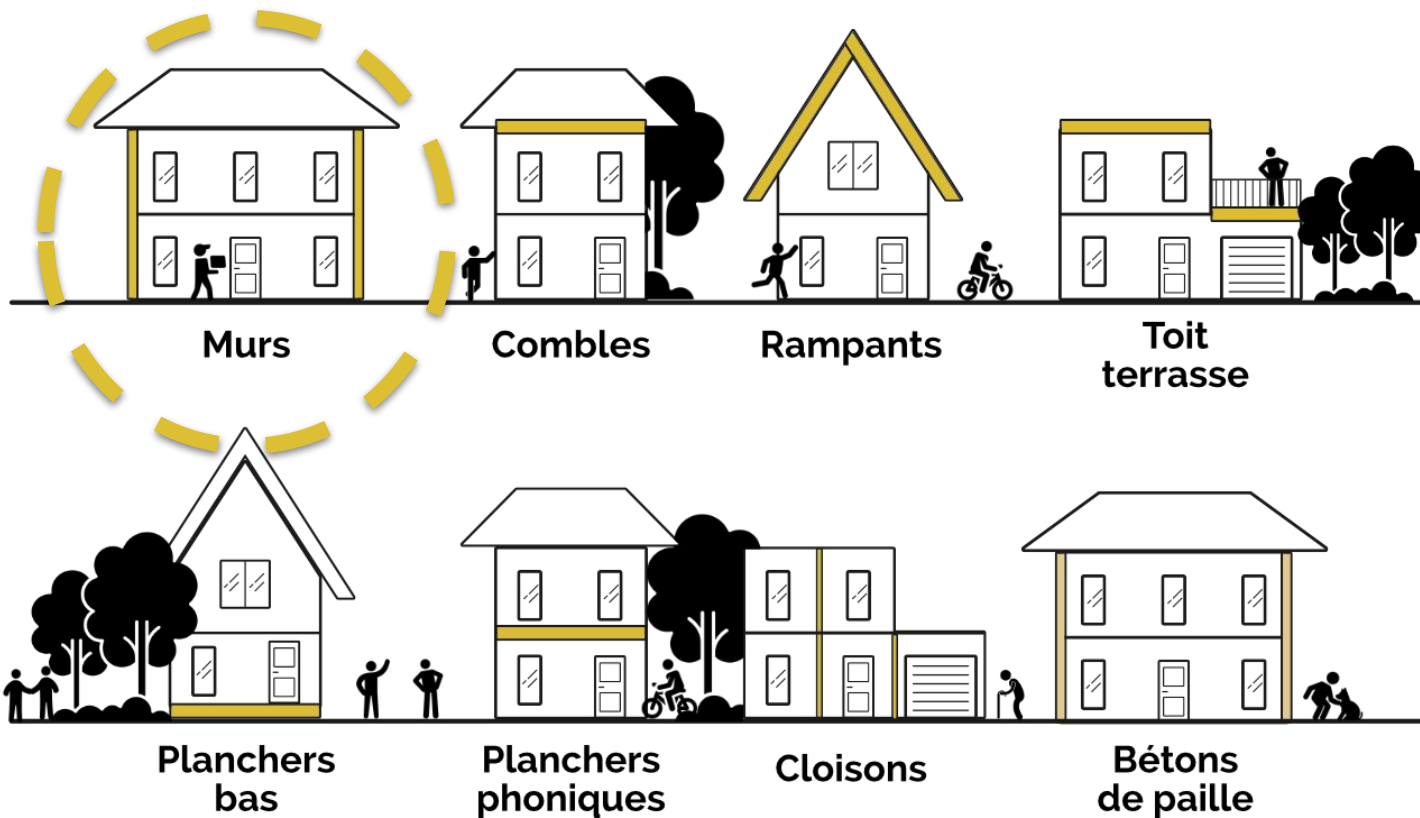 Murs
Combles
Rampants
Toit
terrasse
Planchers
bas
Planchers
phoniques
Cloisons
Bétons
de paille